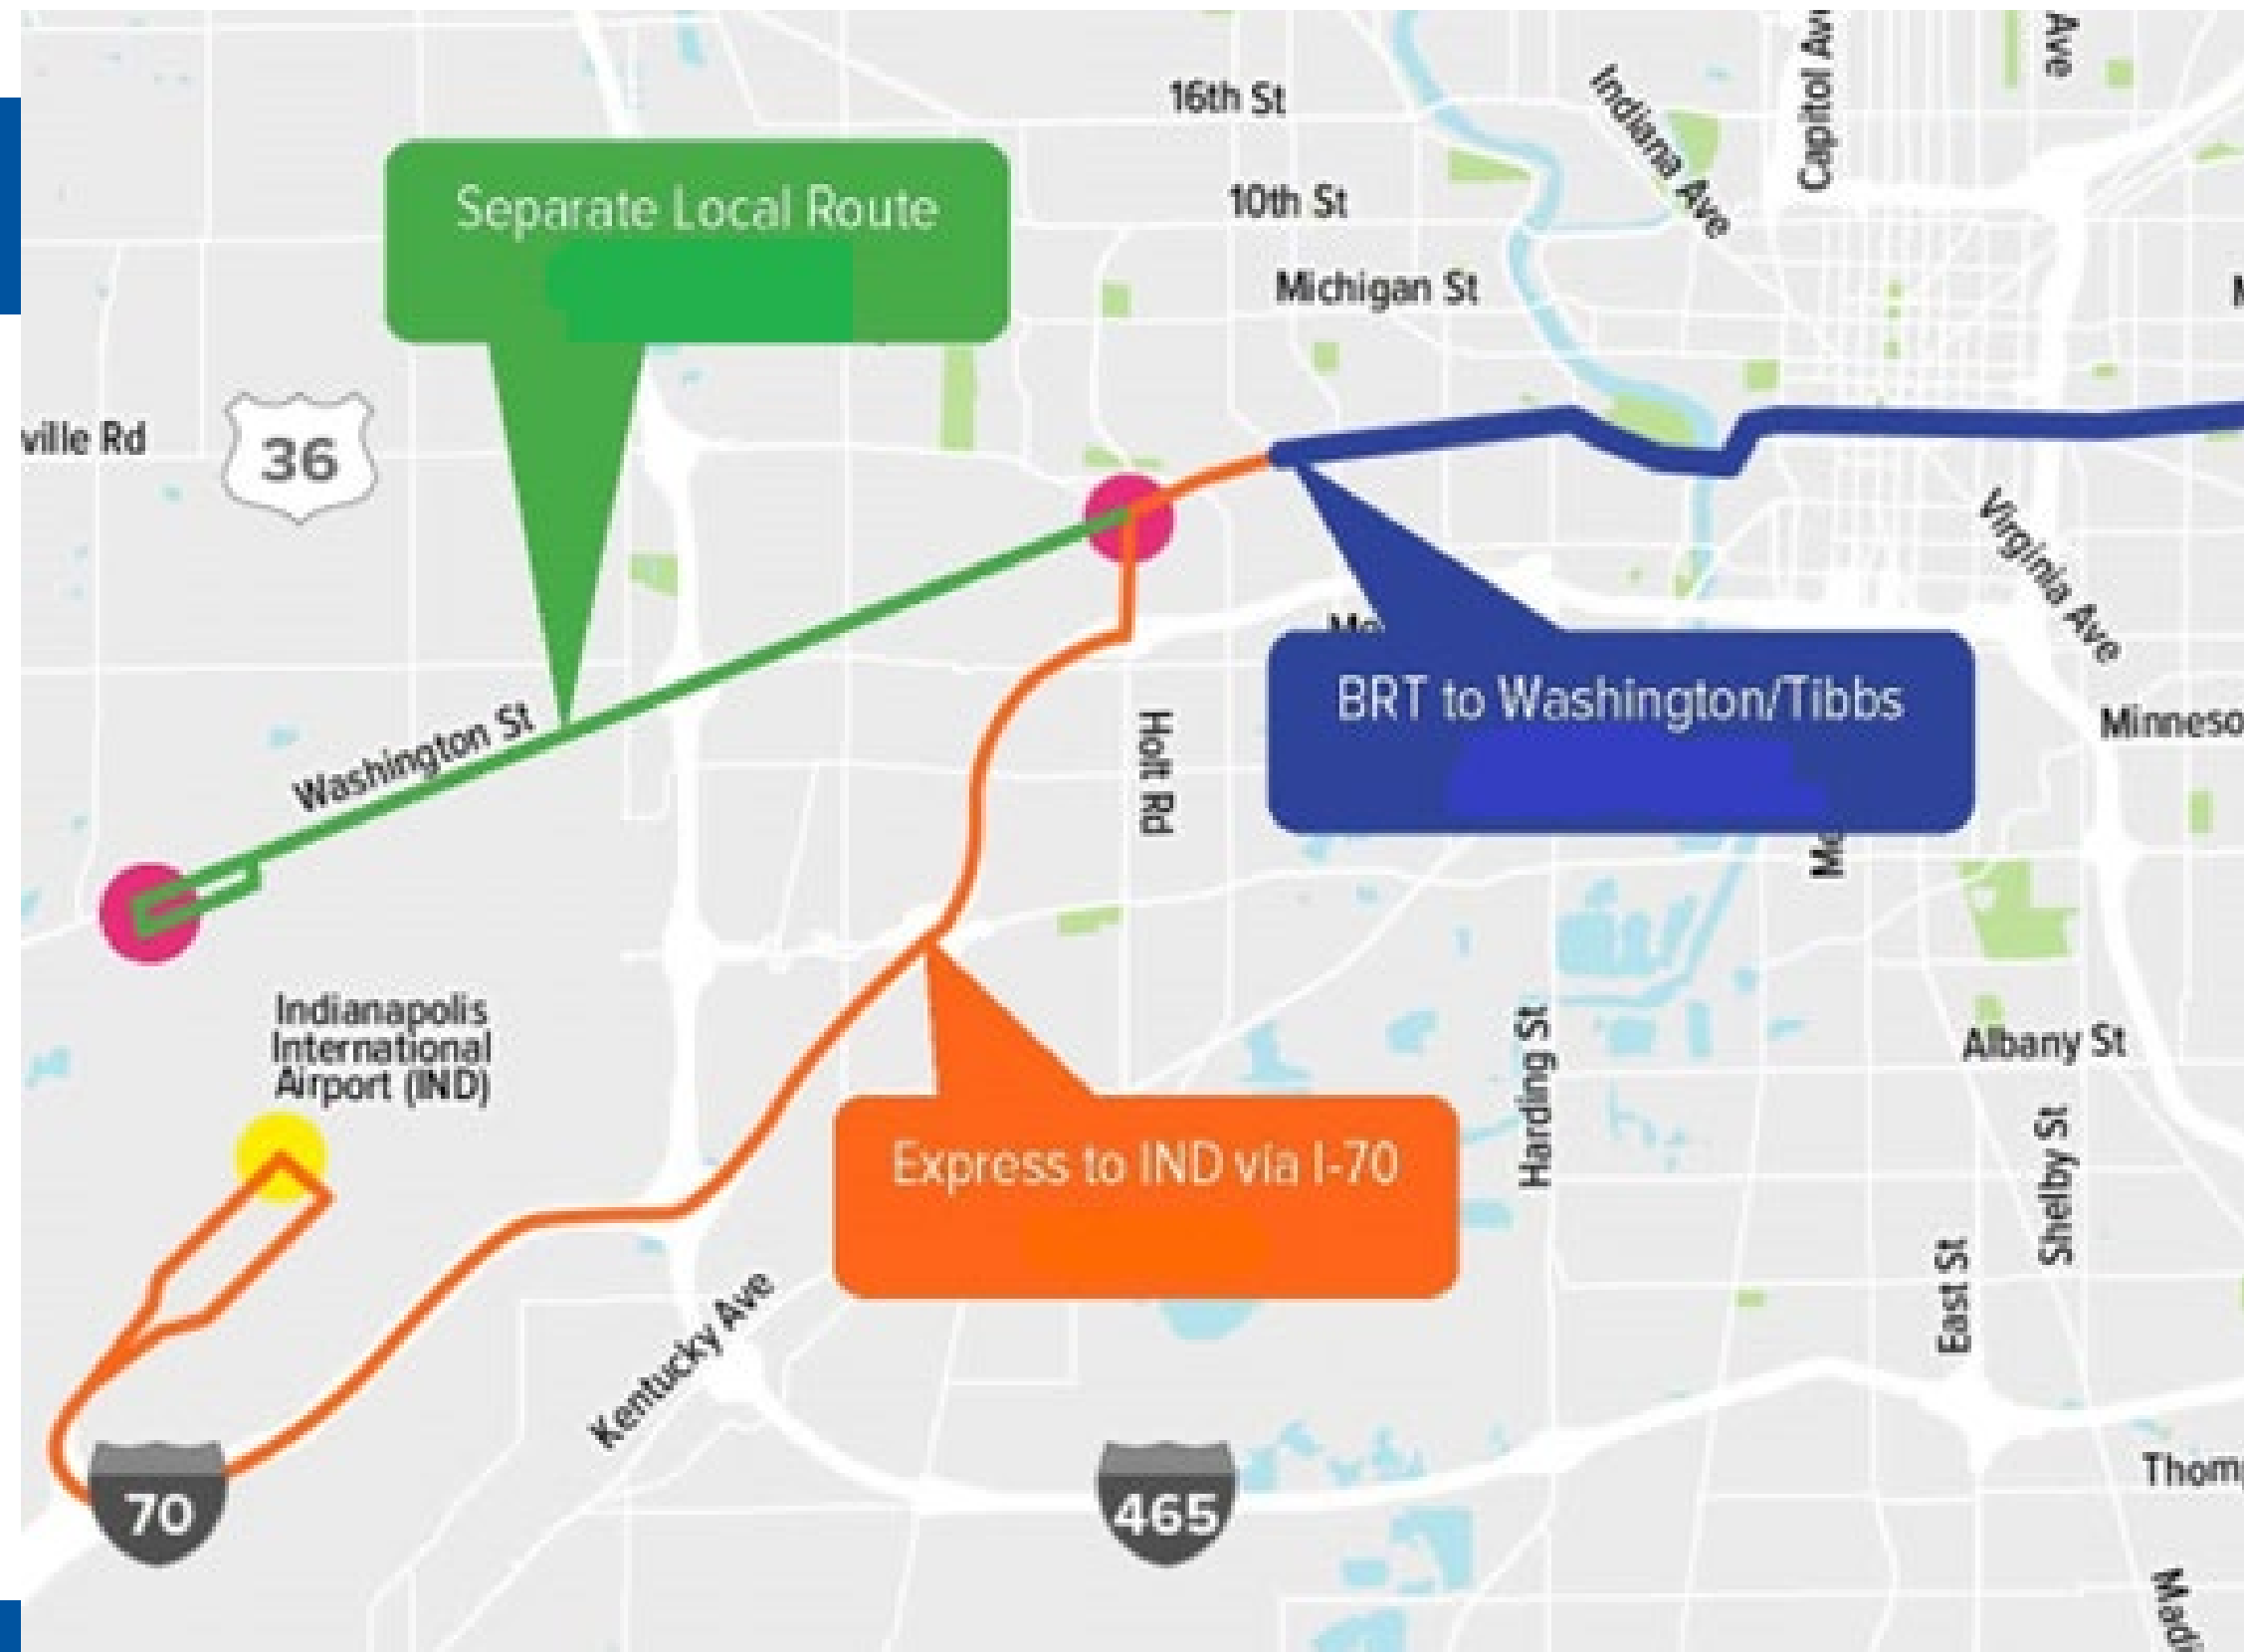 16th St
Indiana Ave
Capitol Av
Ave
Separate Local Route
10th St
Michigan St
ville Rd
36
Virginia Ave
BRT to Washington/Tibbs
Minneso
Washington St
Holt Rd
Indianapolis
International
Airport (IND)
Harding St
Albany St
Express to IND via I-70
Shelby St
East St
Kentucky Ave
70
465
Thom
Madi